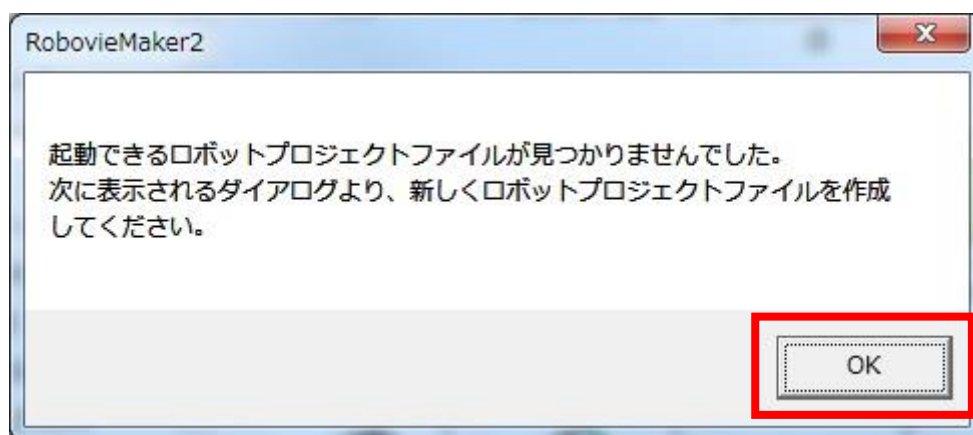 RobovieMaker2
起動できるロボットプロジェクトファイルが見つかりませんでした。
次に表示されるダイアログより、新しくロボットプロジェクトファイルを作成
してください。
OK